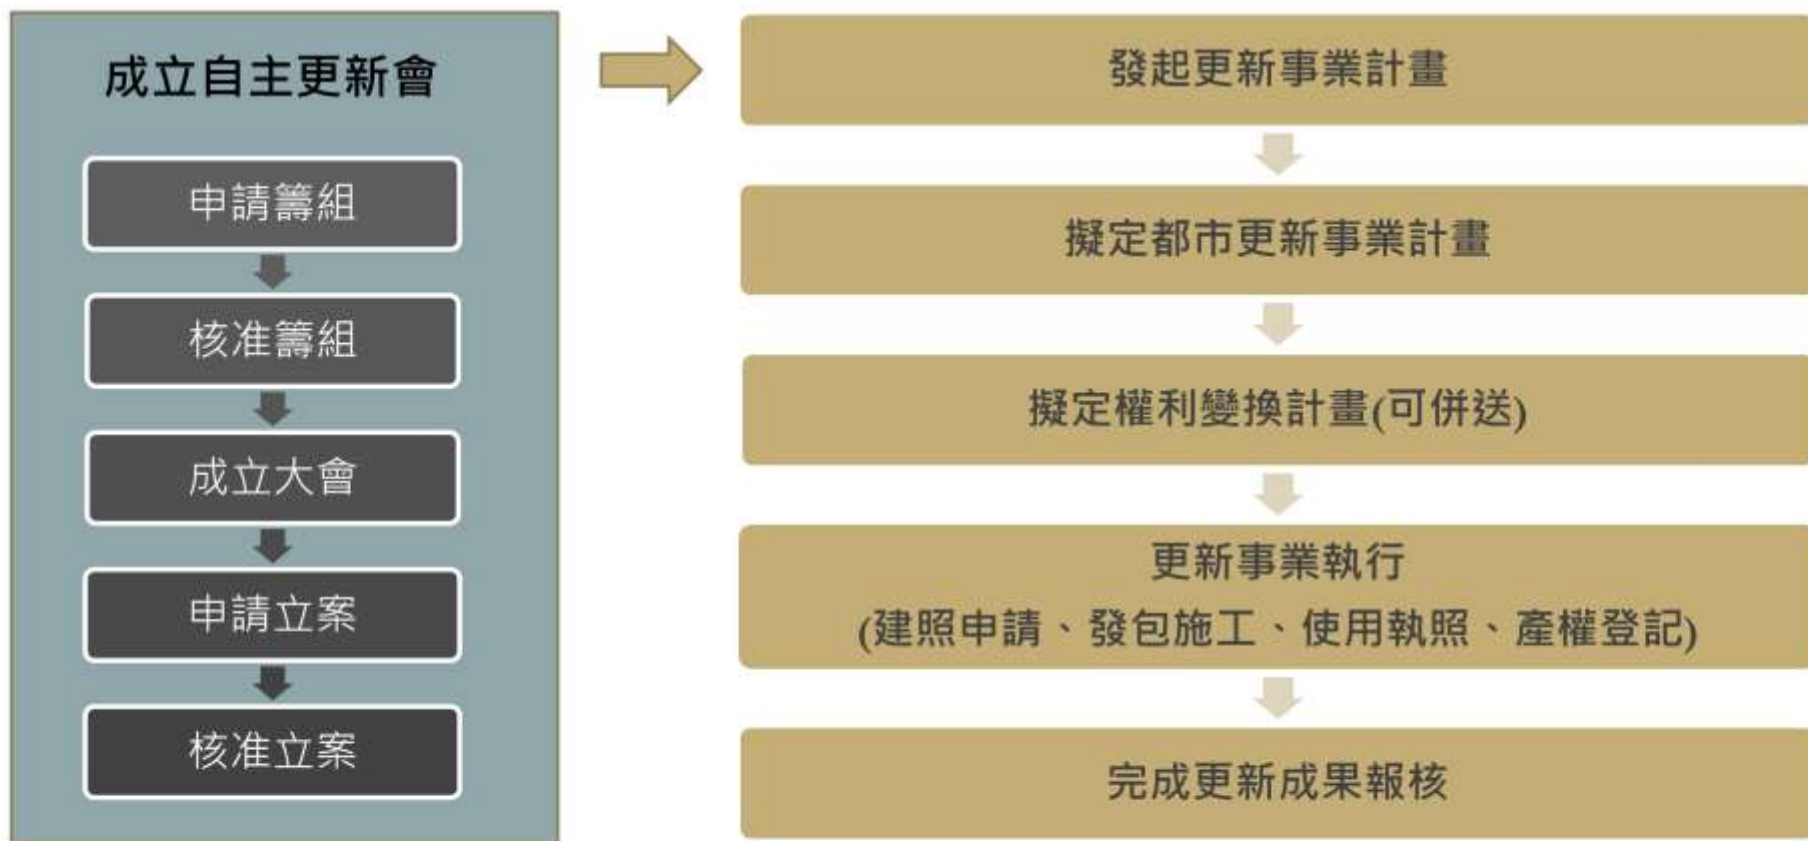 成立自主更新會
申請籌組
核准籌組
成立大會
申請立案
核准立案
發起更新事業計畫
擬定都市更新事業計畫
擬定權利變換計畫(可併送)
更新事業執行
(建照申請、發包施工、使用執照、產權登記)
完成更新成果報核